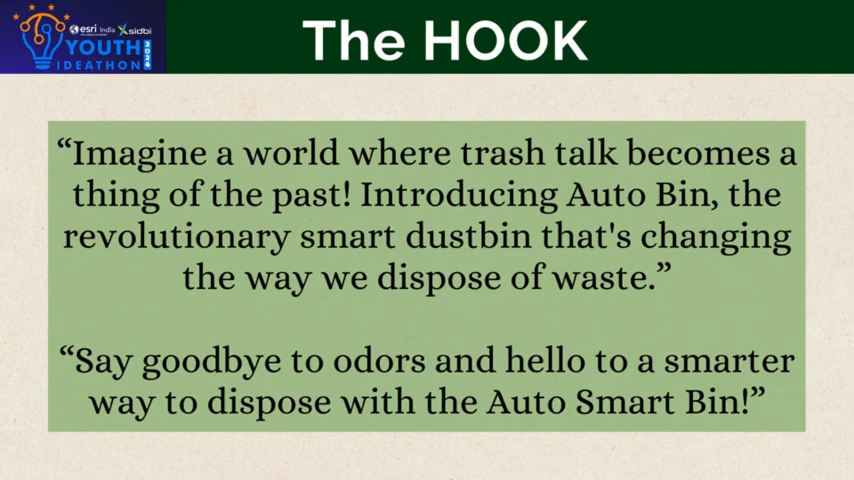 esri India sidbi
YOUTH
IDEATHON
2024
The HOOK
“Imagine a world where trash talk becomes a
thing of the past! Introducing Auto Bin, the
revolutionary smart dustbin that's changing
the way we dispose of waste.”
“Say goodbye to odors and hello to a smarter
way to dispose with the Auto Smart Bin!”